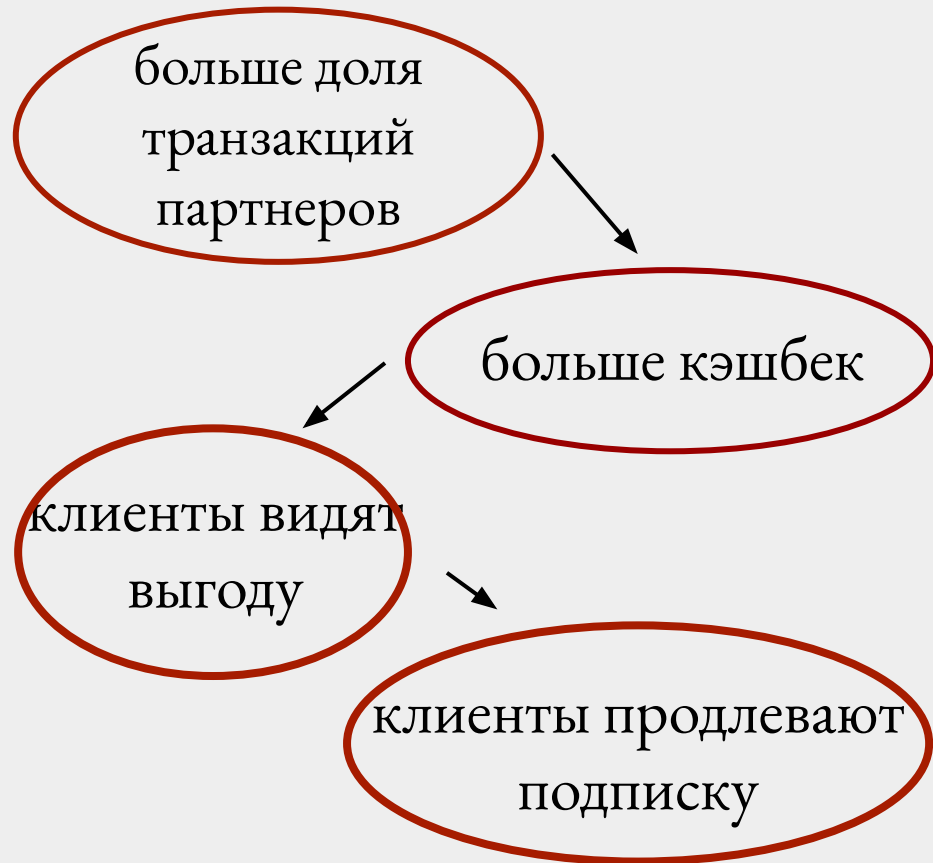 больше доля
транзакций
партнеров
больше кэшбек
клиенты видят
выгоду
клиенты продлевают
подписку